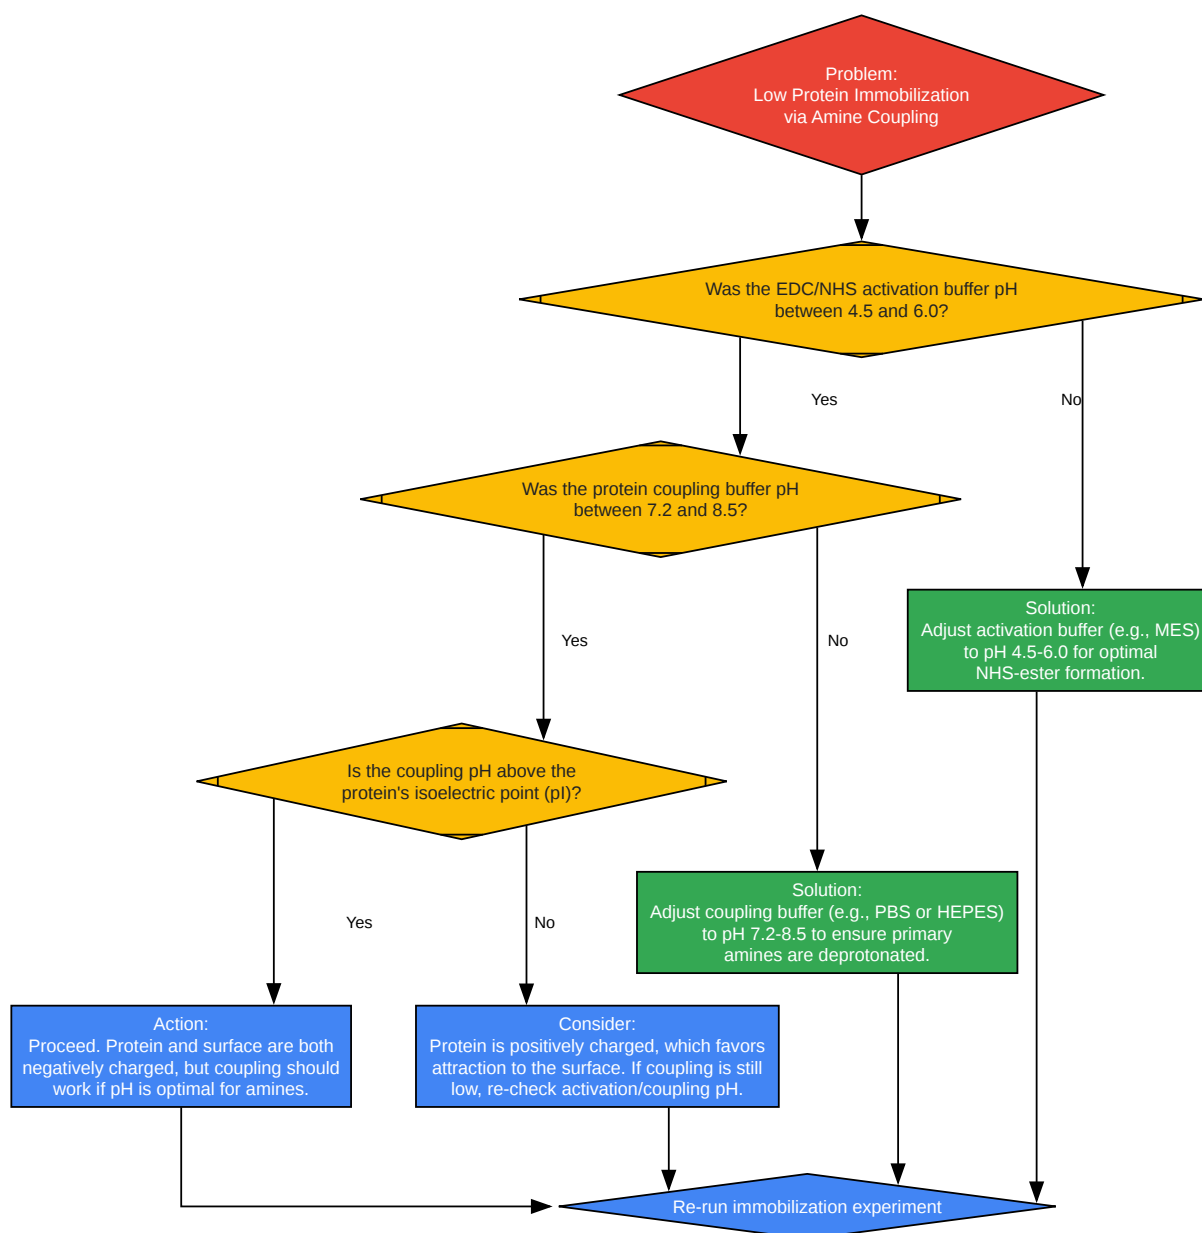 Problem:
Low Protein Immobilization
via Amine Coupling
Was the EDC/NHS activation buffer pH
between 4.5 and 6.0?
Yes
No
Was the protein coupling buffer pH
between 7.2 and 8.5?
Yes
No
Solution:
Adjust activation buffer (e.g., MES)
to pH 4.5-6.0 for optimal
NHS-ester formation.
Is the coupling pH above the
protein's isoelectric point (pI)?
Yes
No
Solution:
Adjust coupling buffer (e.g., PBS or HEPES)
to pH 7.2-8.5 to ensure primary
amines are deprotonated.
Action:
Proceed. Protein and surface are both
negatively charged, but coupling should
work if pH is optimal for amines.
Consider:
Protein is positively charged, which favors
attraction to the surface. If coupling is still
low, re-check activation/coupling pH.
Re-run immobilization experiment